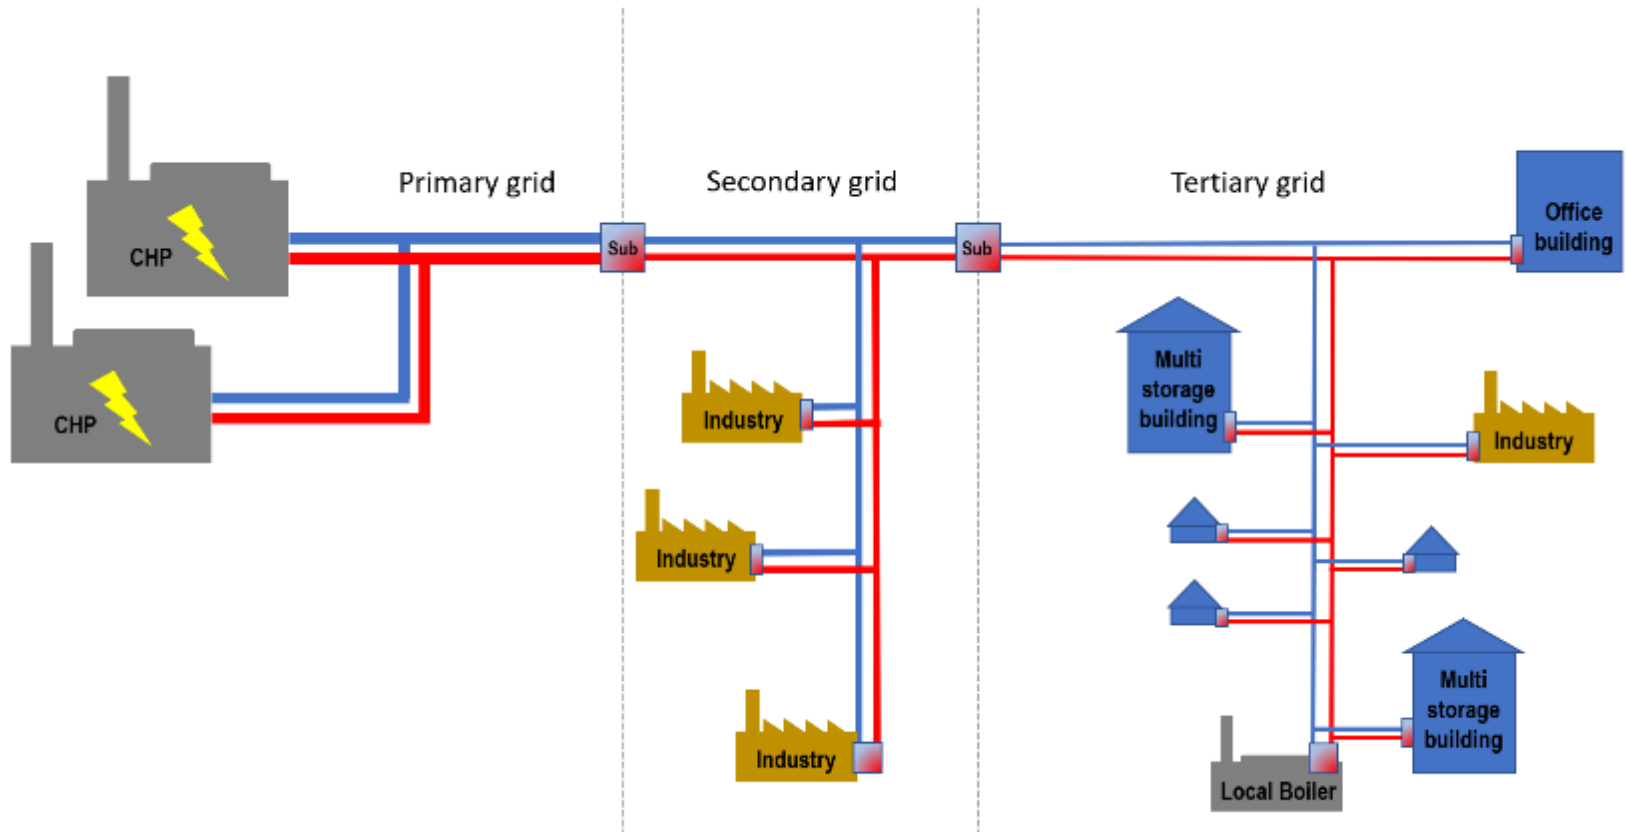 Primary grid
Secondary grid
Tertiary grid
CHP
CHP
Sub
Sub
Office
building
Industry
Industry
Industry
Multi
storage
building
Industry
Multi
storage
building
Local Boiler